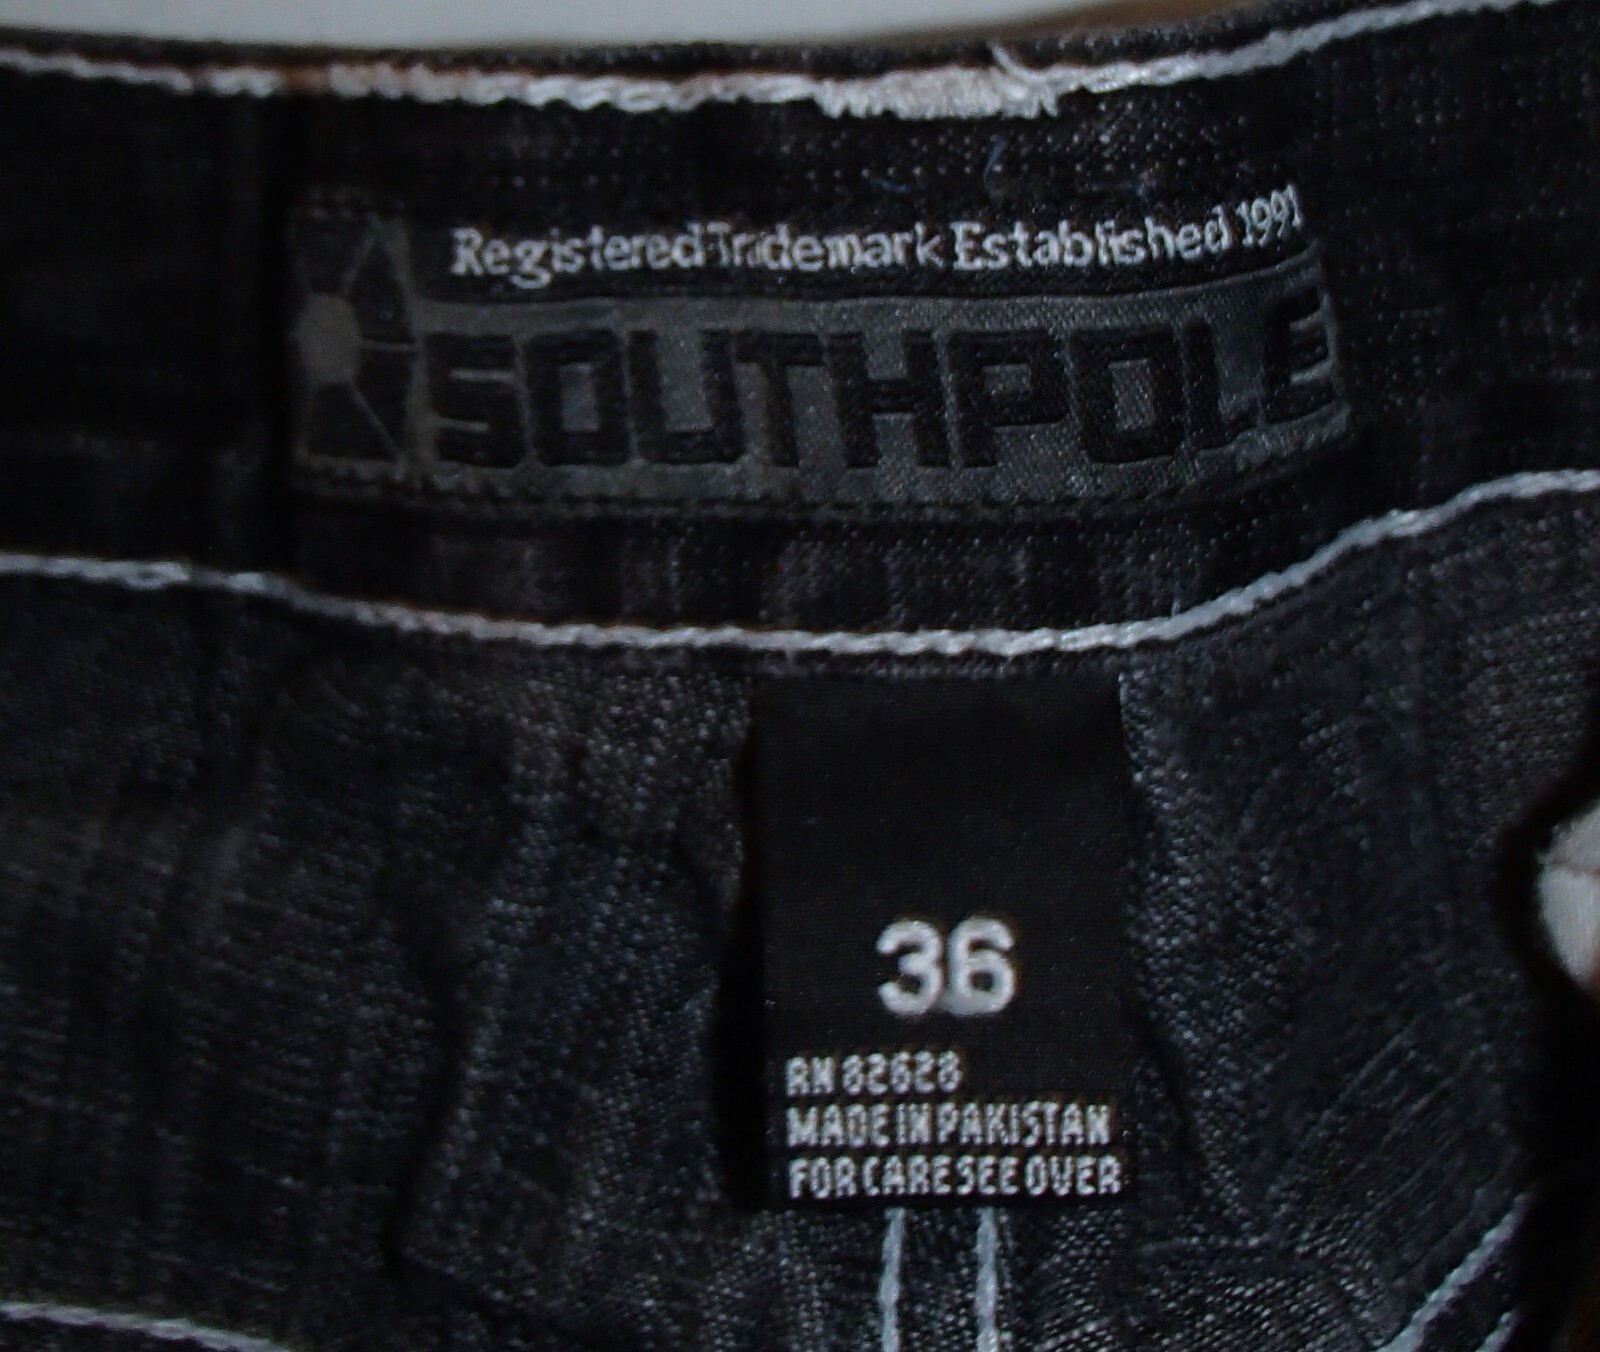 Registered Trademark Established 1991
SOUTHPOLE
36
RN 82628
MADE IN PAKISTAN
FOR CARE SEE OVER